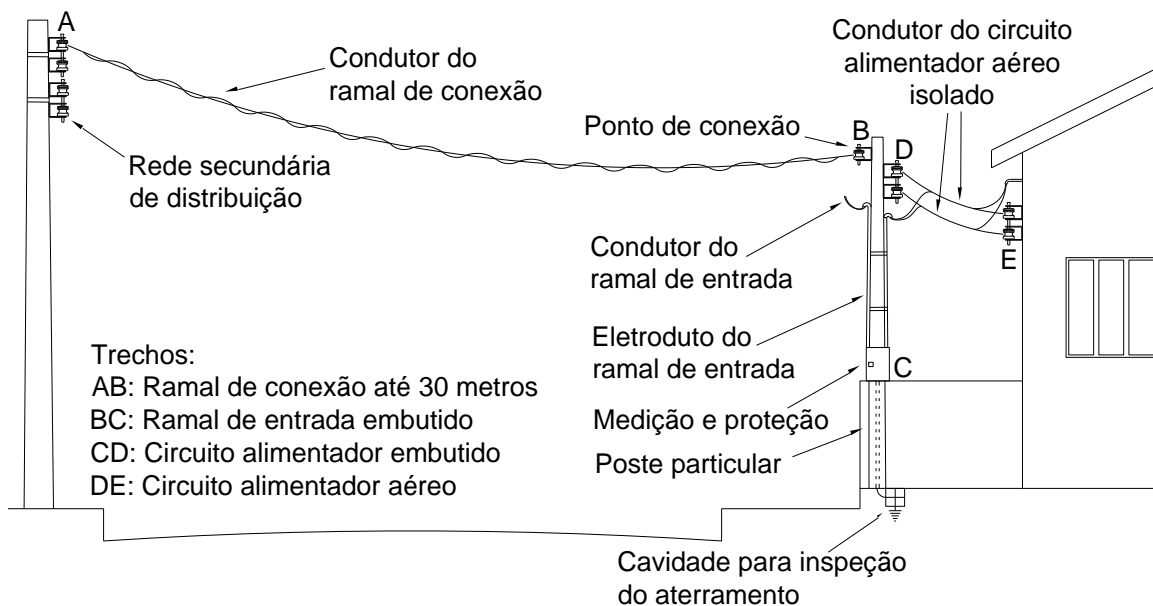 A
Condutor do
ramal de conexão
Rede secundária
de distribuição
Condutor do circuito
alimentador aéreo
isolado
Ponto de conexão
B
D
E
Condutor do
ramal de entrada
Eletroduto do
ramal de entrada
C
Medição e proteção
Poste particular
Trechos:
AB: Ramal de conexão até 30 metros
BC: Ramal de entrada embutido
CD: Circuito alimentador embutido
DE: Circuito alimentador aéreo
Cavidade para inspeção
do aterramento